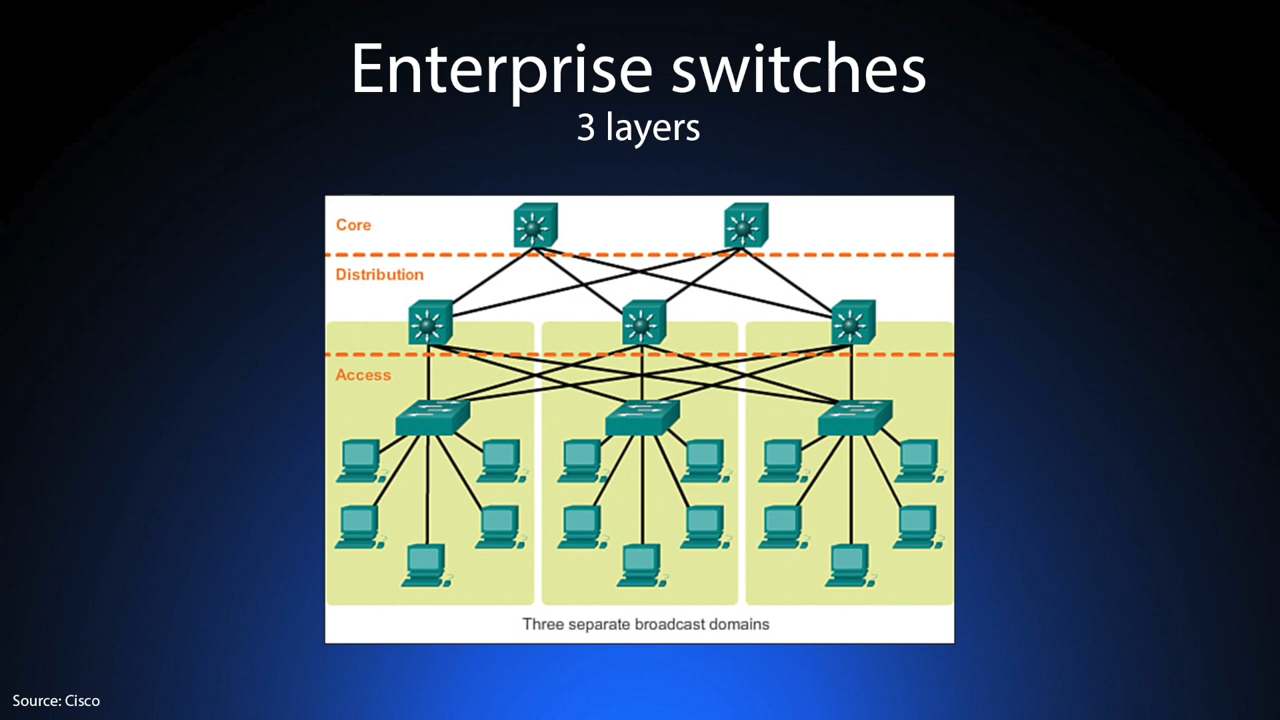 Enterprise switches
3 layers
Core
Distribution
Access
Three separate broadcast domains
Source: Cisco